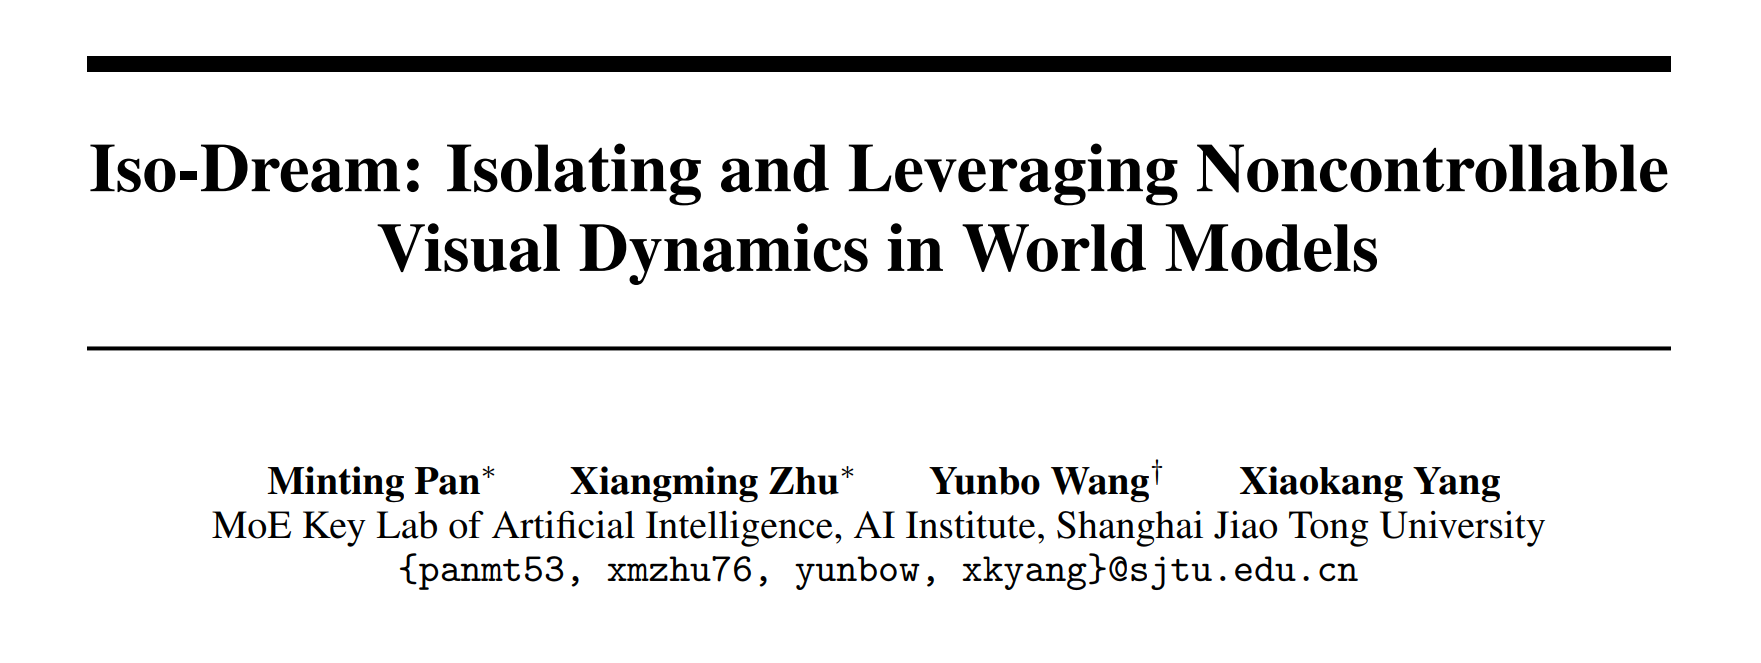 Iso-Dream: Isolating and Leveraging Noncontrollable
Visual Dynamics in World Models
Minting Pan* Xiangming Zhu* Yunbo Wang† Xiaokang Yang
MoE Key Lab of Artificial Intelligence, AI Institute, Shanghai Jiao Tong University
{panmt53, xmzhu76, yunbow, xkyang}@sjtu.edu.cn